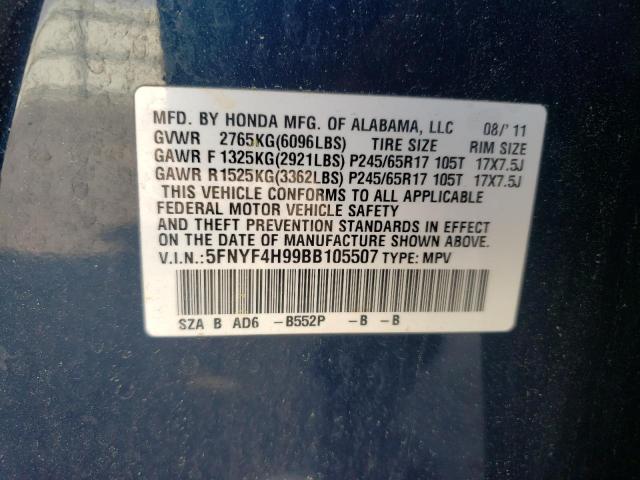 MFD. BY HONDA MFG. OF ALABAMA, LLC 08/'11
GVWR 2765KG(6096LBS) TIRE SIZE RIM SIZE
GAWR F 1325KG(2921LBS) P245/65R17 105T 17X7.5J
GAWR R 1525KG(3362LBS) P245/65R17 105T 17X7.5J
THIS VEHICLE CONFORMS TO ALL APPLICABLE
FEDERAL MOTOR VEHICLE SAFETY
AND THEFT PREVENTION STANDARDS IN EFFECT
ON THE DATE OF MANUFACTURE SHOWN ABOVE.
V.I.N.: 5FNYF4H99BB105507 TYPE: MPV
SZA B AD6 -B552P -B -B